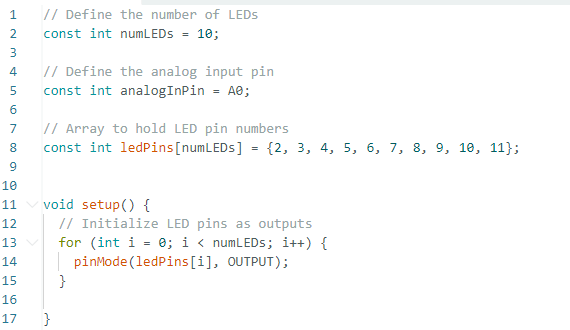 1 // Define the number of LEDs
2 const int numLEDs = 10;
3
4 // Define the analog input pin
5 const int analogInPin = A0;
6
7 // Array to hold LED pin numbers
8 const int ledPins[numLEDs] = {2, 3, 4, 5, 6, 7, 8, 9, 10, 11};
9
10
11 void setup() {
12 // Initialize LED pins as outputs
13 for (int i = 0; i < numLEDs; i++) {
14 pinMode(ledPins[i], OUTPUT);
15 }
16
17 }